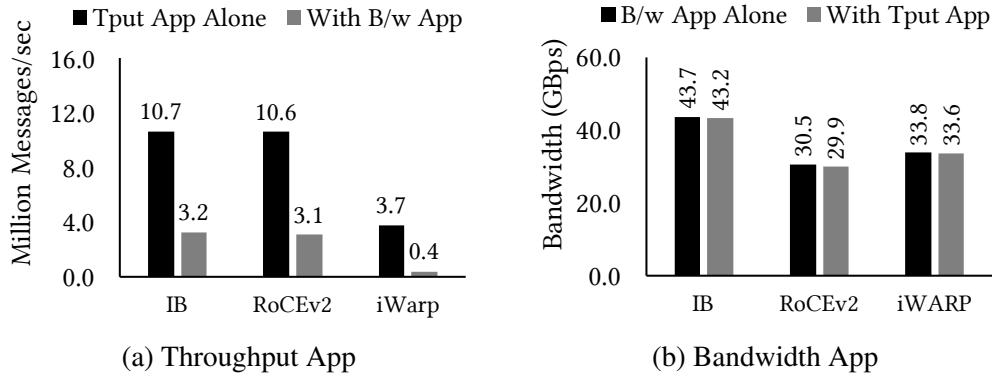 Tput App Alone With B/w App
Million Messages/sec
16.0
12.0
8.0
4.0
0.0
10.7
3.2
10.6
3.1
3.7
0.4
IB RoCEv2 iWarp
(a) Throughput App
B/w App Alone With Tput App
Bandwidth (GBps)
60.0
40.0
20.0
0.0
43.7
43.2
30.5
29.9
33.8
33.6
IB RoCEv2 iWARP
(b) Bandwidth App